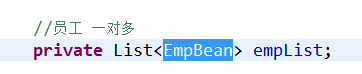 //员工 一对多
private List<EmpBean> empList;